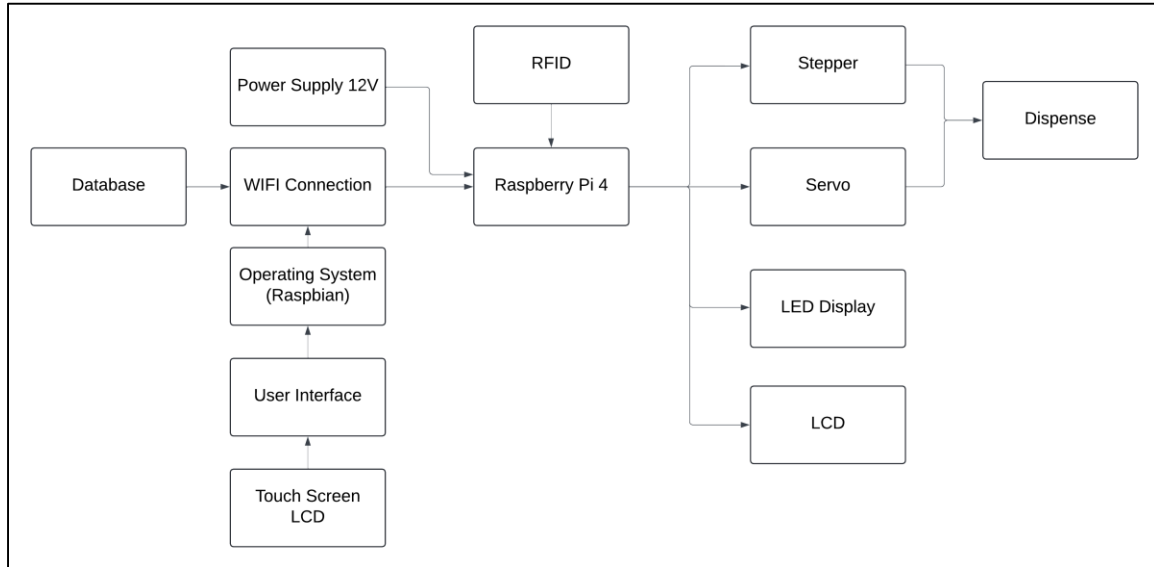 Power Supply 12V
RFID
Stepper
Dispense
Database
WIFI Connection
Raspberry Pi 4
Servo
Operating System
(Raspbian)
LED Display
User Interface
LCD
Touch Screen
LCD